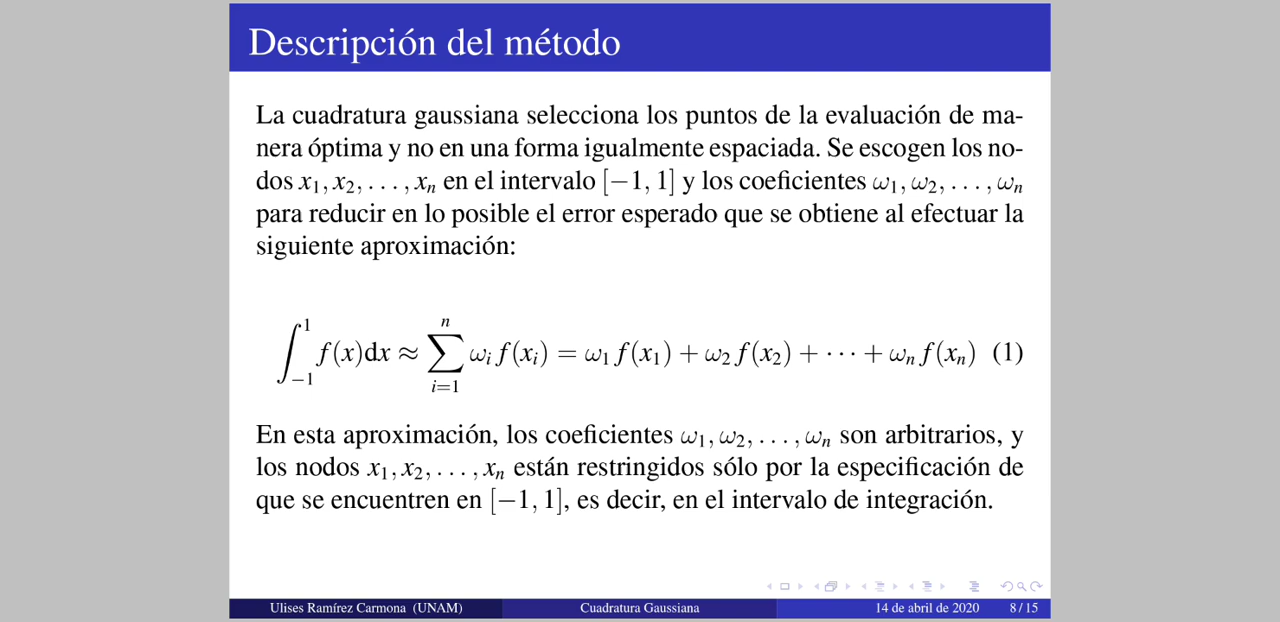 Descripción del método
La cuadratura gaussiana selecciona los puntos de la evaluación de ma-
nera óptima y no en una forma igualmente espaciada. Se escogen los no-
dos x₁, x₂, . . . , xₙ en el intervalo [−1, 1] y los coeficientes ω₁, ω₂, . . . , ωₙ
para reducir en lo posible el error esperado que se obtiene al efectuar la
siguiente aproximación:
∫₋₁¹ f(x)dx ≈ ∑ᵢ₌₁ⁿ ωᵢ f(xᵢ) = ω₁ f(x₁) + ω₂ f(x₂) + · · · + ωₙ f(xₙ) (1)
En esta aproximación, los coeficientes ω₁, ω₂, . . . , ωₙ son arbitrarios, y
los nodos x₁, x₂, . . . , xₙ están restringidos sólo por la especificación de
que se encuentren en [−1, 1], es decir, en el intervalo de integración.
Ulises Ramírez Carmona (UNAM) Cuadratura Gaussiana 14 de abril de 2020 8 / 15